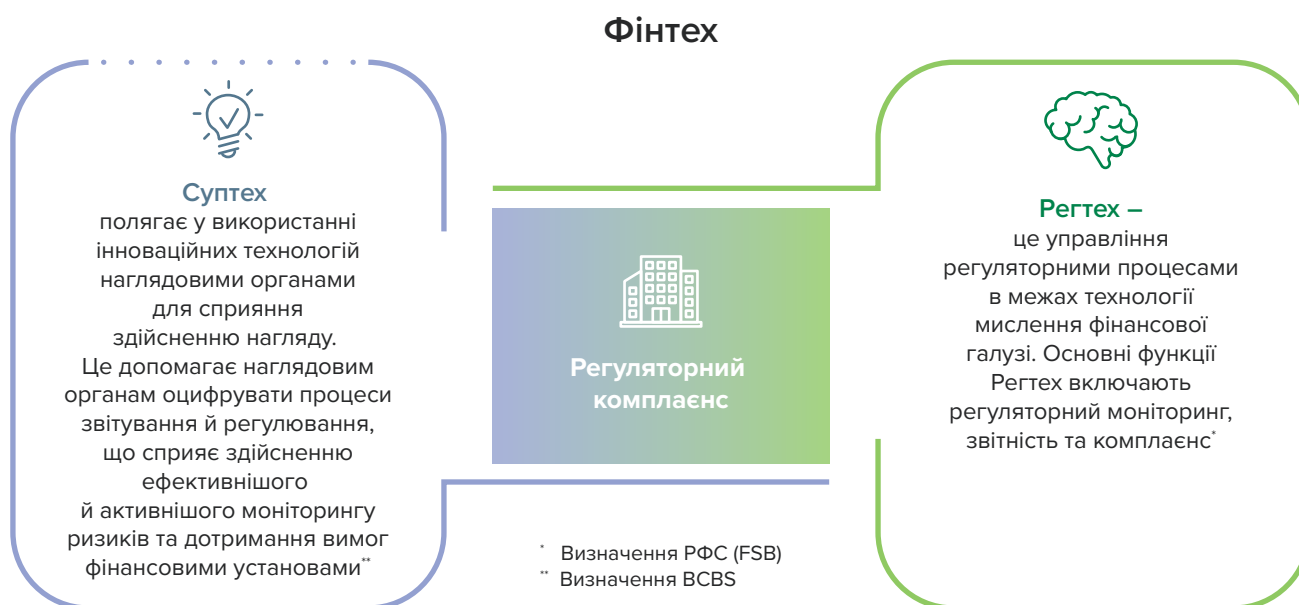 Фінтех
Суптех
полягає у використанні
інноваційних технологій
наглядовими органами
для сприяння
здійсненню нагляду.
Це допомагає наглядовим
органам оцифрувати процеси
звітування й регулювання,
що сприяє здійсненню
ефективнішого
й активнішого моніторингу
ризиків та дотримання вимог
фінансовими установами**
Регуляторний
комплаєнс
Регтех –
це управління
регуляторними процесами
в межах технології
мислення фінансової
галузі. Основні функції
Регтех включають
регуляторний моніторинг,
звітність та комплаєнс*
* Визначення РФС (FSB)
** Визначення BCBS